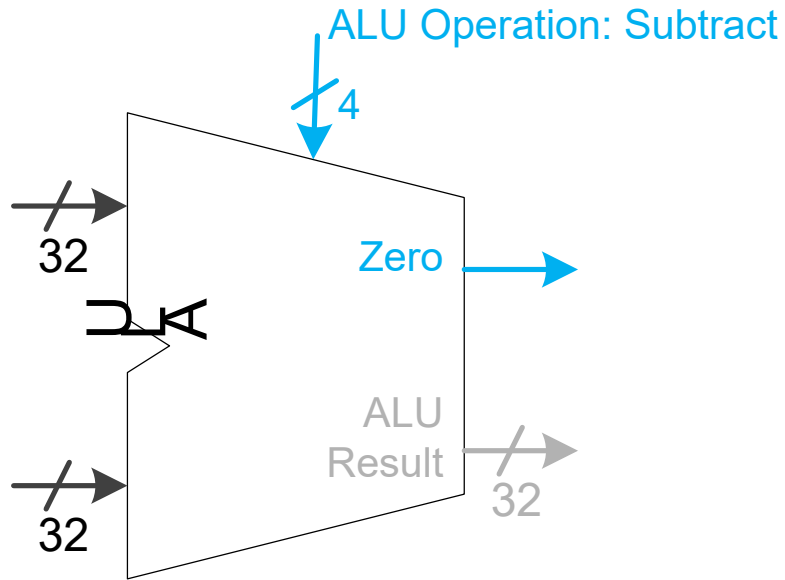 ALU Operation: Subtract
4
32
Zero
ALU
ALU
Result
32
32